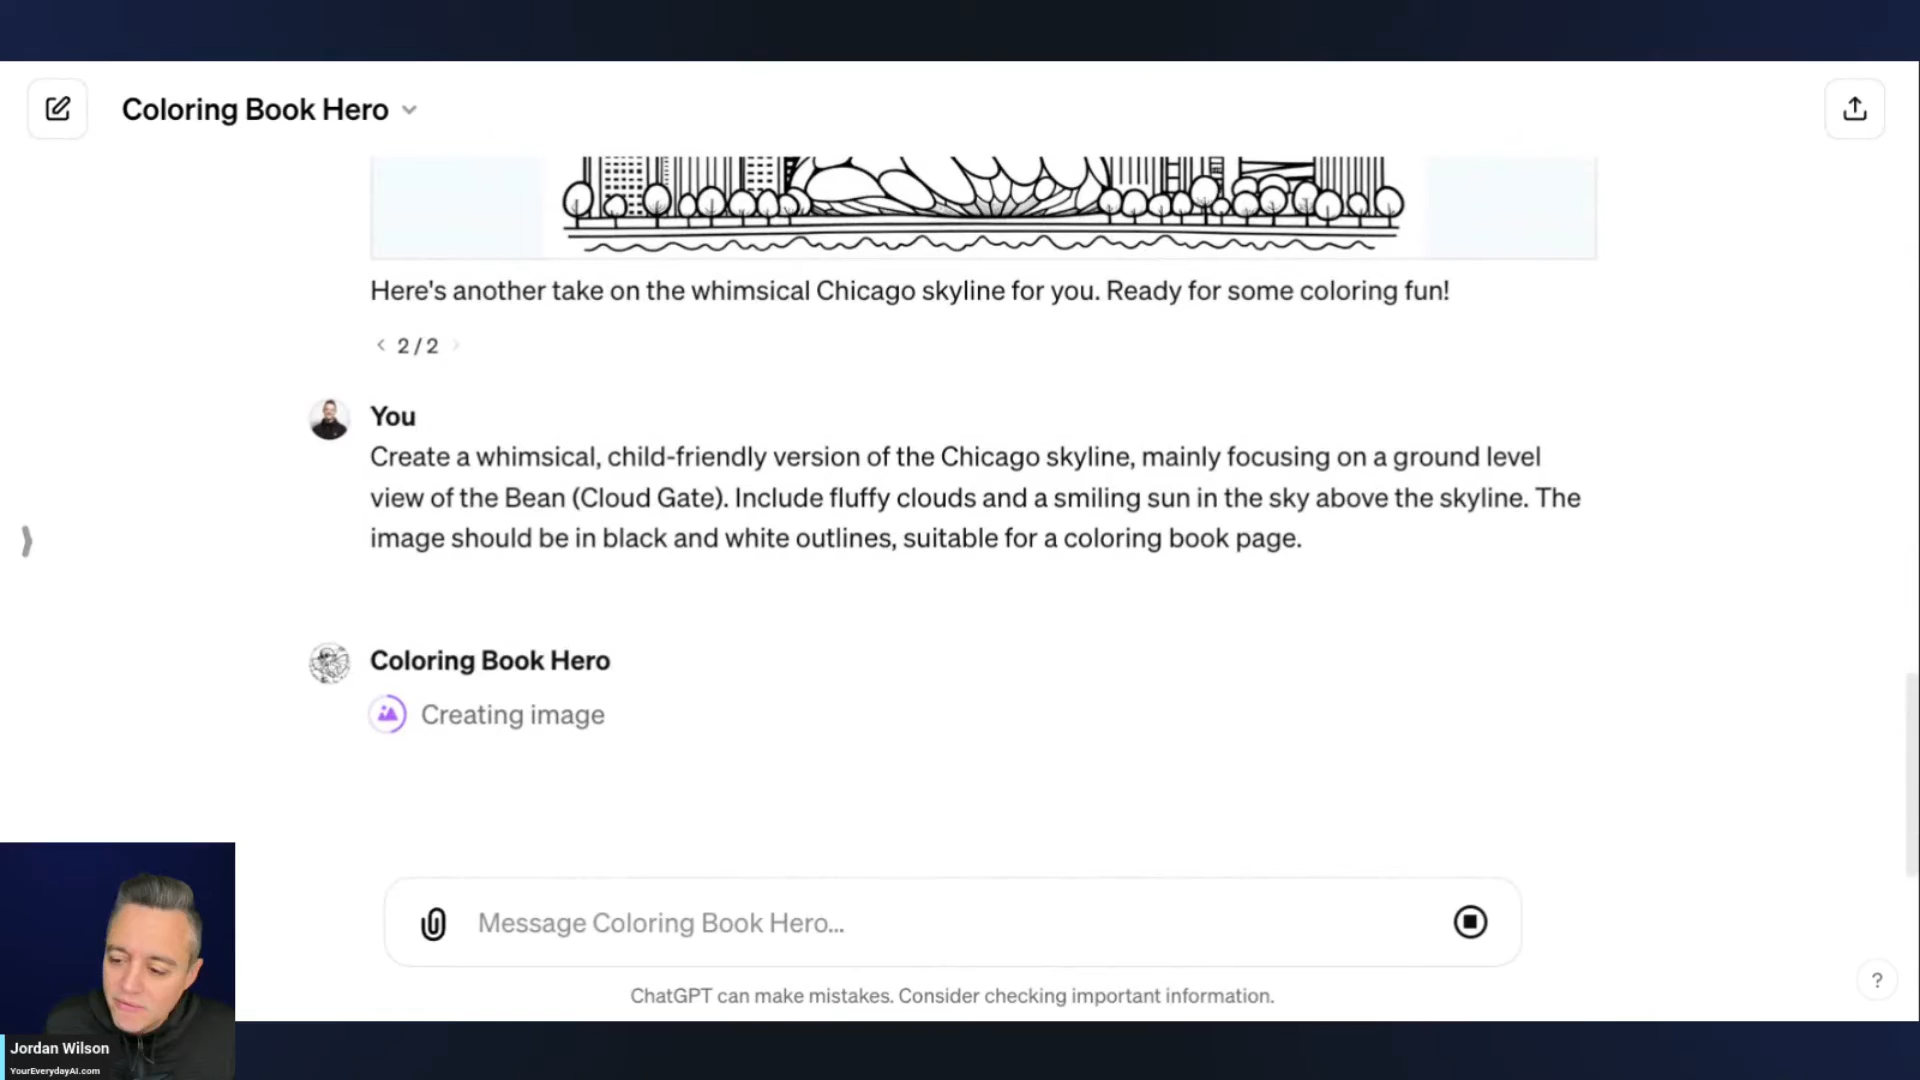 Coloring Book Hero
Here's another take on the whimsical Chicago skyline for you. Ready for some coloring fun!
< 2 / 2 >
You
Create a whimsical, child-friendly version of the Chicago skyline, mainly focusing on a ground level
view of the Bean (Cloud Gate). Include fluffy clouds and a smiling sun in the sky above the skyline. The
image should be in black and white outlines, suitable for a coloring book page.
Coloring Book Hero
Creating image
Message Coloring Book Hero...
ChatGPT can make mistakes. Consider checking important information.
?
Jordan Wilson
YourEverydayAI.com